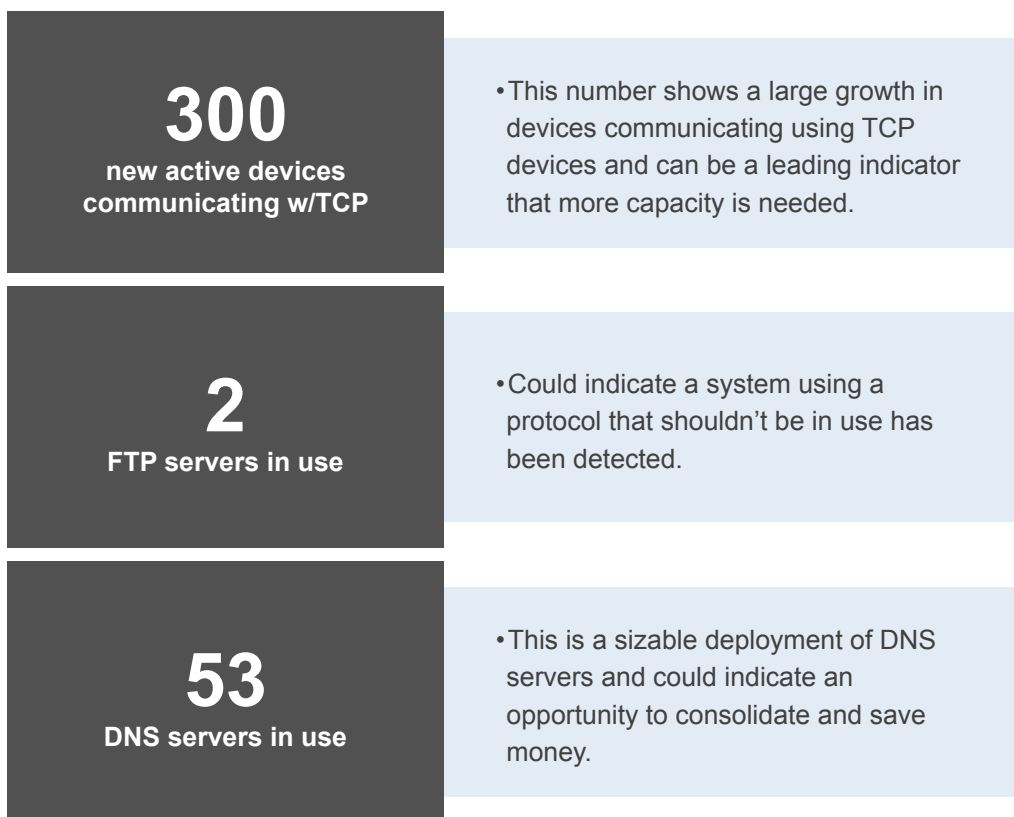 300
new active devices
communicating w/TCP
•This number shows a large growth in
devices communicating using TCP
devices and can be a leading indicator
that more capacity is needed.
2
FTP servers in use
•Could indicate a system using a
protocol that shouldn’t be in use has
been detected.
53
DNS servers in use
•This is a sizable deployment of DNS
servers and could indicate an
opportunity to consolidate and save
money.